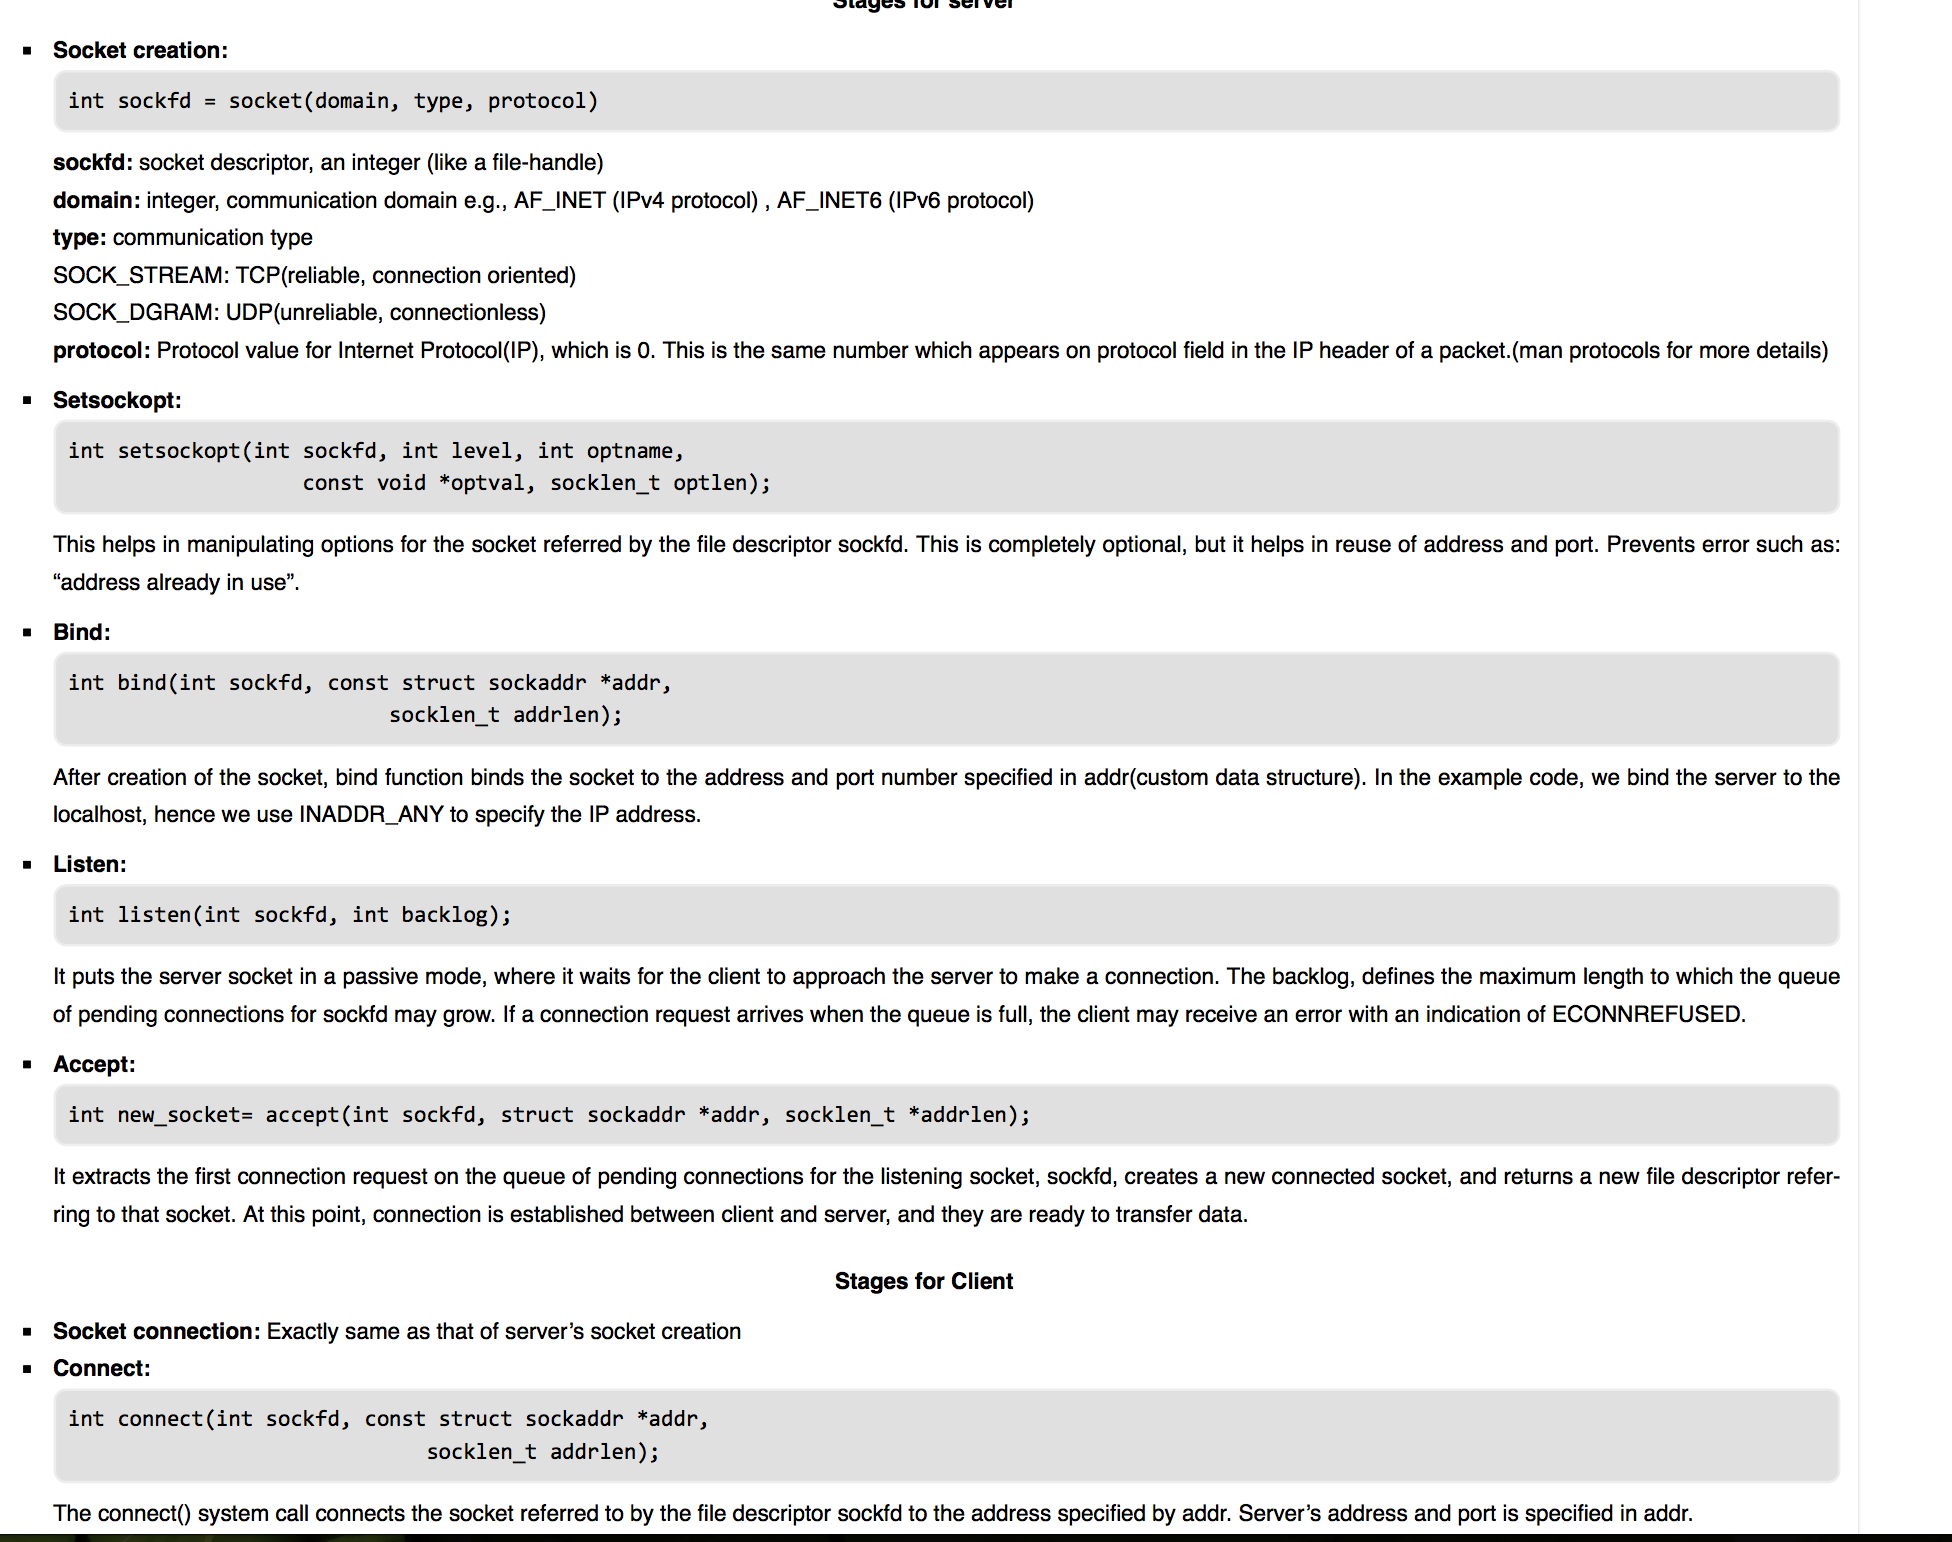 Stages for server
Socket creation:
int sockfd = socket(domain, type, protocol)
sockfd: socket descriptor, an integer (like a file-handle)
domain: integer, communication domain e.g., AF_INET (IPv4 protocol) , AF_INET6 (IPv6 protocol)
type: communication type
SOCK_STREAM: TCP(reliable, connection oriented)
SOCK_DGRAM: UDP(unreliable, connectionless)
protocol: Protocol value for Internet Protocol(IP), which is 0. This is the same number which appears on protocol field in the IP header of a packet.(man protocols for more details)
Setsockopt:
int setsockopt(int sockfd, int level, int optname,
const void *optval, socklen_t optlen);
This helps in manipulating options for the socket referred by the file descriptor sockfd. This is completely optional, but it helps in reuse of address and port. Prevents error such as:
“address already in use”.
Bind:
int bind(int sockfd, const struct sockaddr *addr,
socklen_t addrlen);
After creation of the socket, bind function binds the socket to the address and port number specified in addr(custom data structure). In the example code, we bind the server to the
localhost, hence we use INADDR_ANY to specify the IP address.
Listen:
int listen(int sockfd, int backlog);
It puts the server socket in a passive mode, where it waits for the client to approach the server to make a connection. The backlog, defines the maximum length to which the queue
of pending connections for sockfd may grow. If a connection request arrives when the queue is full, the client may receive an error with an indication of ECONNREFUSED.
Accept:
int new_socket= accept(int sockfd, struct sockaddr *addr, socklen_t *addrlen);
It extracts the first connection request on the queue of pending connections for the listening socket, sockfd, creates a new connected socket, and returns a new file descriptor refer-
ring to that socket. At this point, connection is established between client and server, and they are ready to transfer data.
Stages for Client
Socket connection: Exactly same as that of server’s socket creation
Connect:
int connect(int sockfd, const struct sockaddr *addr,
socklen_t addrlen);
The connect() system call connects the socket referred to by the file descriptor sockfd to the address specified by addr. Server’s address and port is specified in addr.